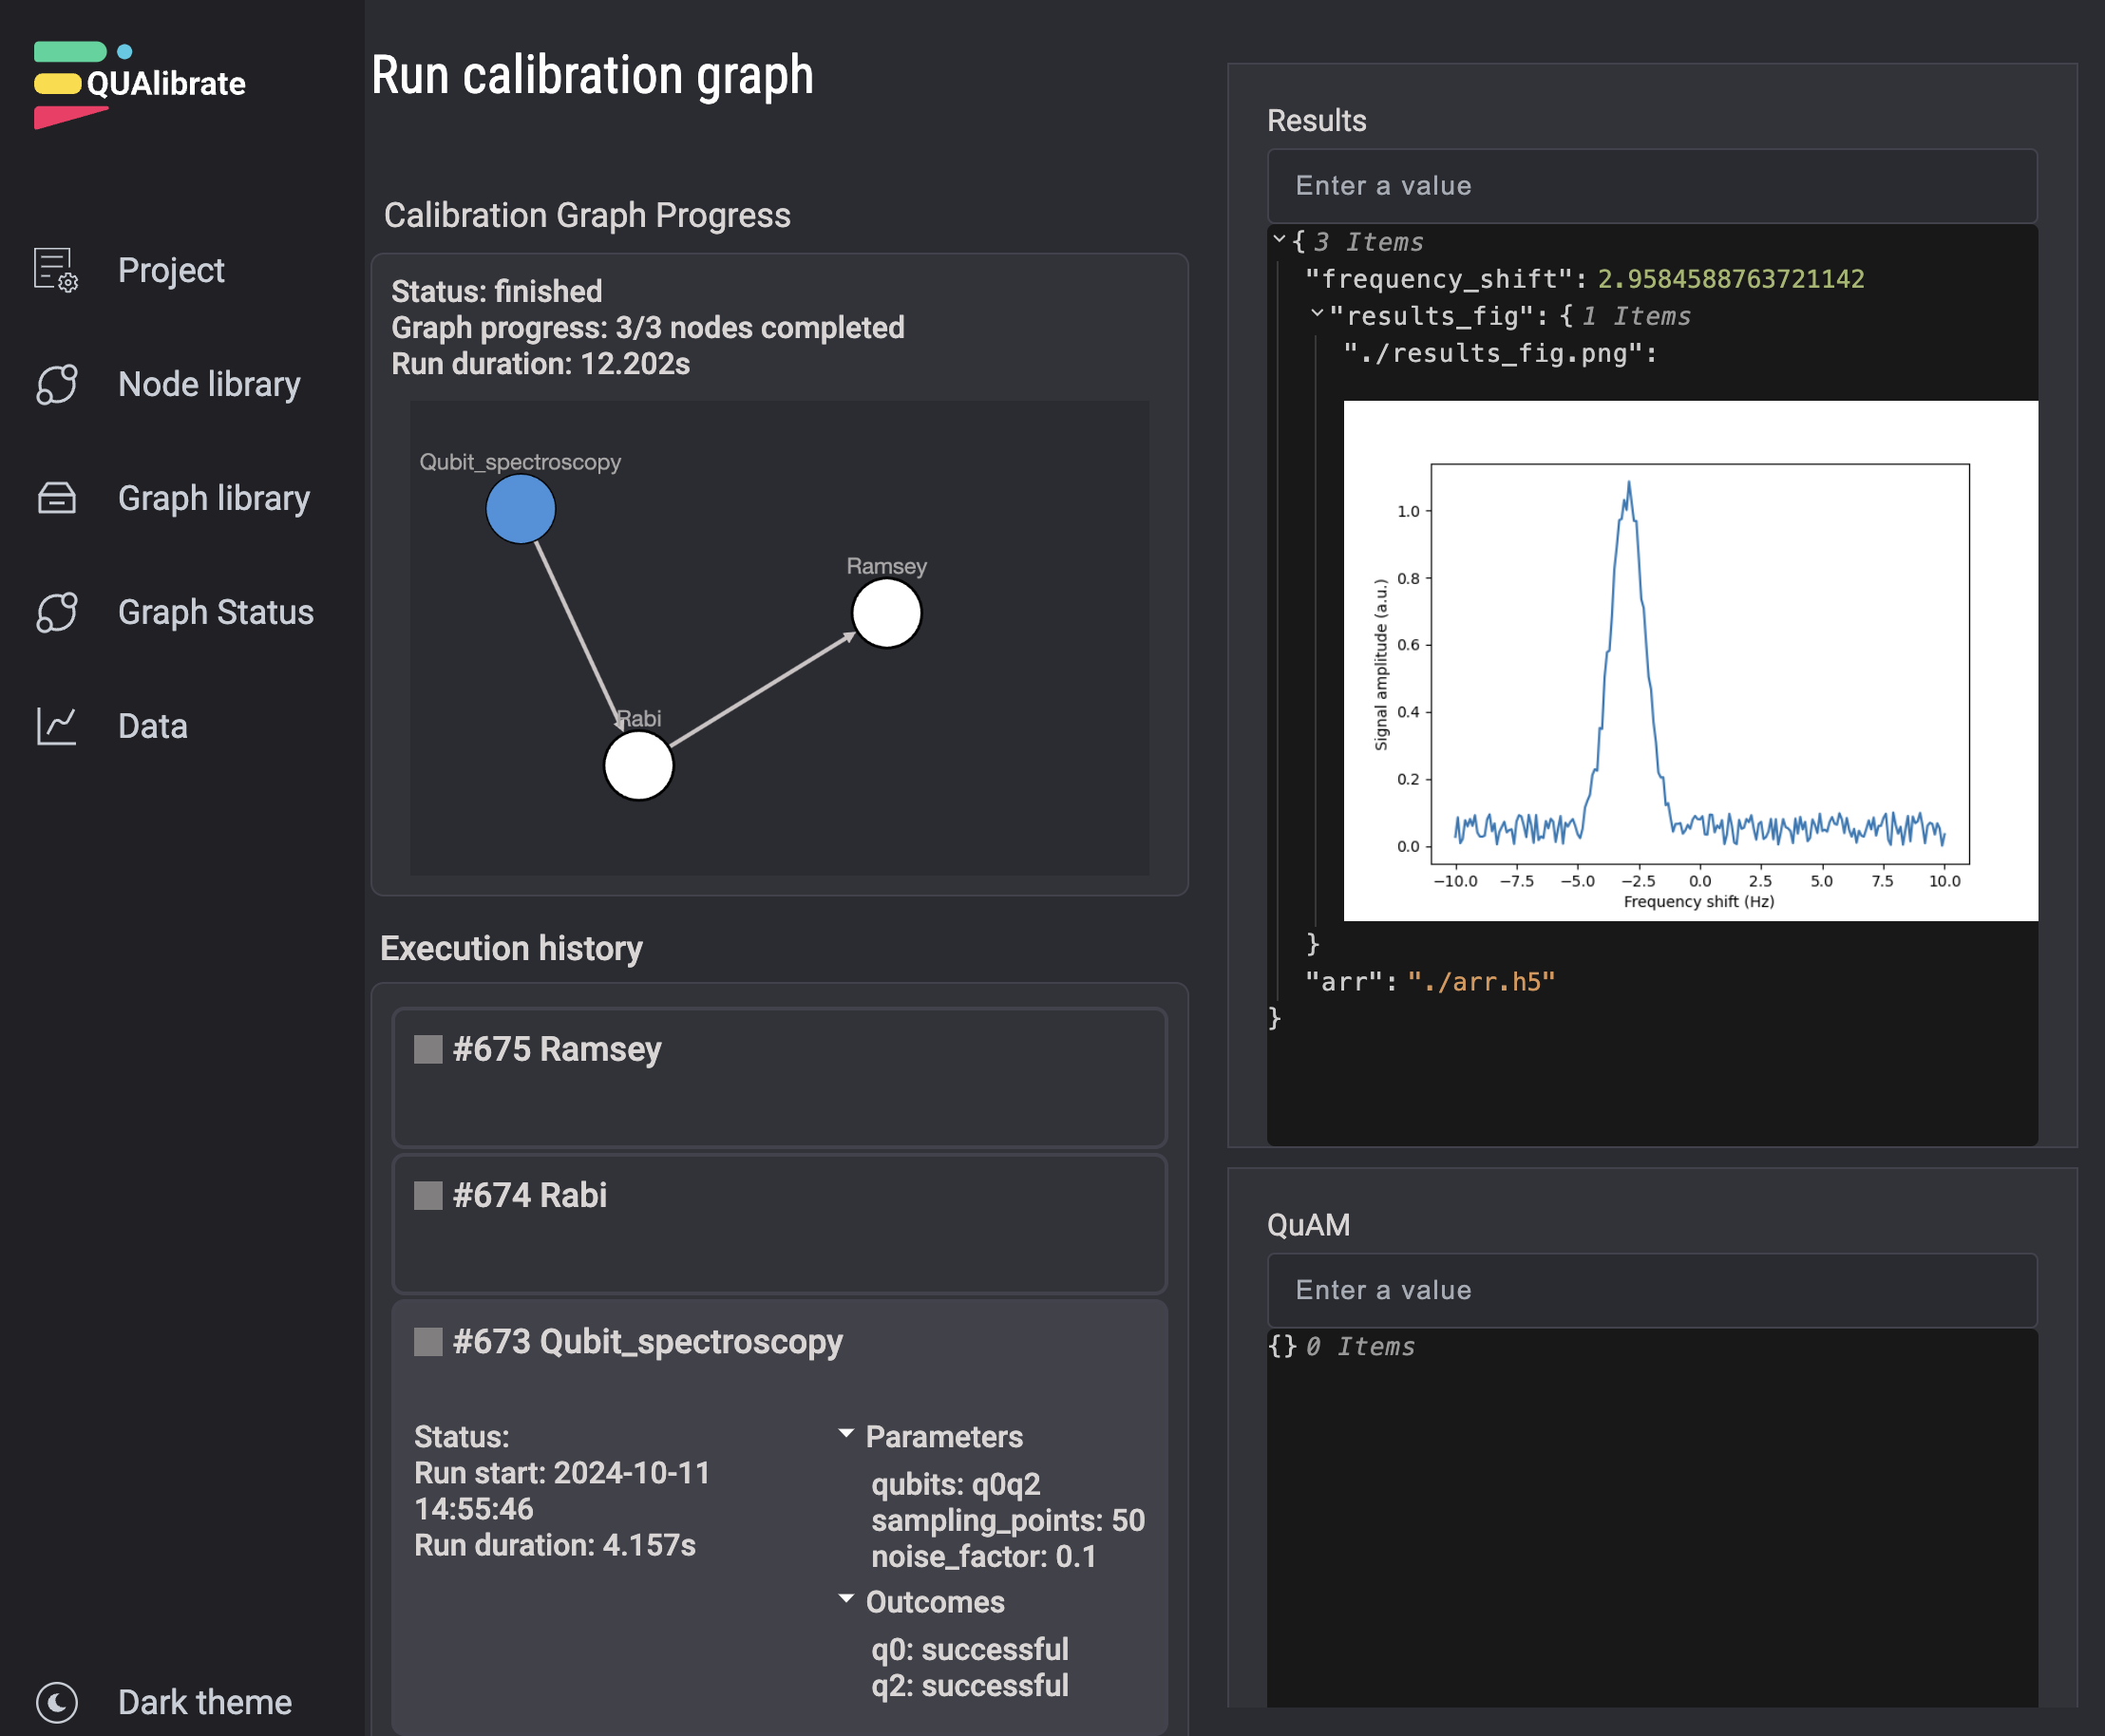 QUAlibrate
Project
Node library
Graph library
Graph Status
Data
Dark theme
Run calibration graph
Calibration Graph Progress
Status: finished
Graph progress: 3/3 nodes completed
Run duration: 12.202s
Qubit_spectroscopy
Ramsey
Rabi
Execution history
#675 Ramsey
#674 Rabi
#673 Qubit_spectroscopy
Status:
Run start: 2024-10-11
14:55:46
Run duration: 4.157s
Parameters
qubits: q0q2
sampling_points: 50
noise_factor: 0.1
Outcomes
q0: successful
q2: successful
Results
Enter a value
{ 3 Items
"frequency_shift": 2.9584588763721142
"results_fig": { 1 Items
"./results_fig.png":
Signal amplitude (a.u.)
1.0
0.8
0.6
0.4
0.2
0.0
−10.0 −7.5 −5.0 −2.5 0.0 2.5 5.0 7.5 10.0
Frequency shift (Hz)
}
"arr": "./arr.h5"
}
QuAM
Enter a value
{} 0 Items